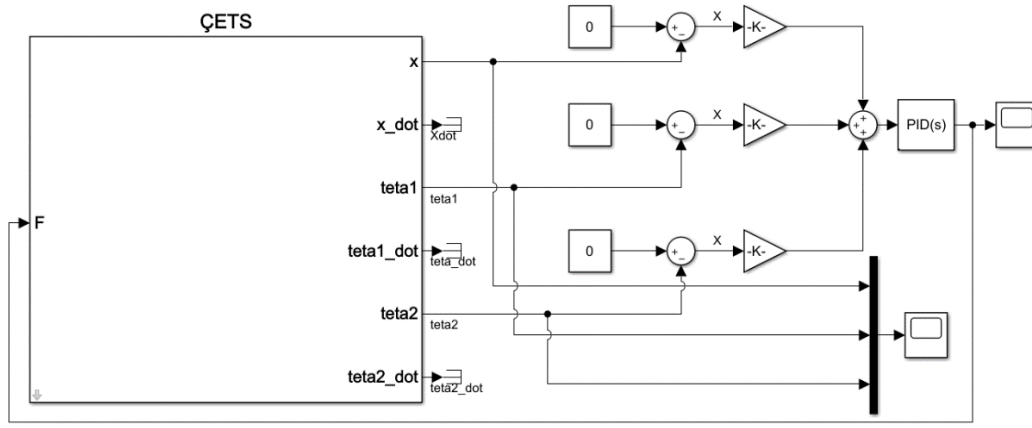 ÇETS
x
x_dot
Xdot
teta1
teta1
teta1_dot
teta_dot
teta2
teta2
teta2_dot
teta2_dot
F
0
+
−
X
-K-
0
+
−
X
-K-
0
+
−
X
-K-
+
+
+
PID(s)